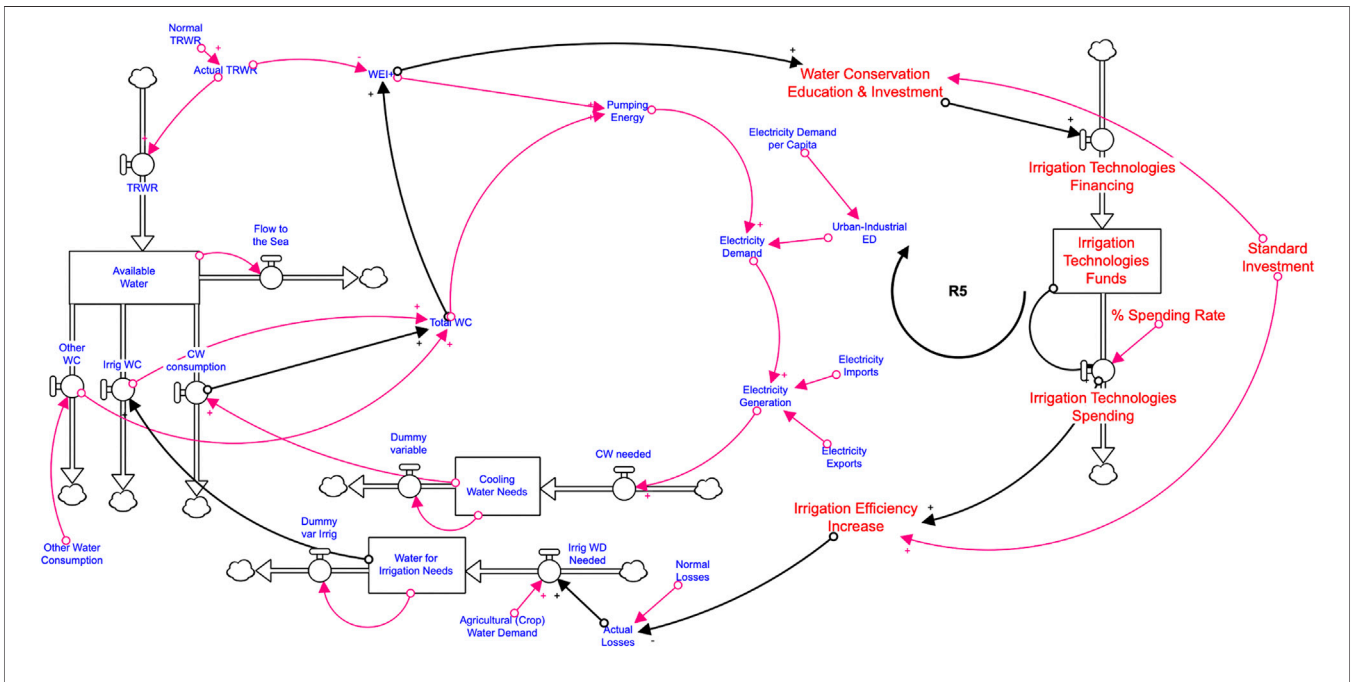 Normal
TRWR
Actual TRWR
WEI+
Water Conservation
Education & Investment
Pumping
Energy
Electricity Demand
per Capita
TRWR
Irrigation Technologies
Financing
Flow to
the Sea
Urban-Industrial
ED
Electricity
Demand
Available
Water
Irrigation
Technologies
Funds
Standard
Investment
R5
% Spending Rate
Total WC
Other
WC
Irrig WC
CW
consumption
Electricity
Imports
Electricity
Generation
Irrigation Technologies
Spending
Dummy
variable
CW needed
Electricity
Exports
Cooling
Water Needs
Irrigation Efficiency
Increase
Dummy
var Irrig
Other Water
Consumption
Water for
Irrigation Needs
Irrig WD
Needed
Normal
Losses
Agricultural (Crop)
Water Demand
Actual
Losses